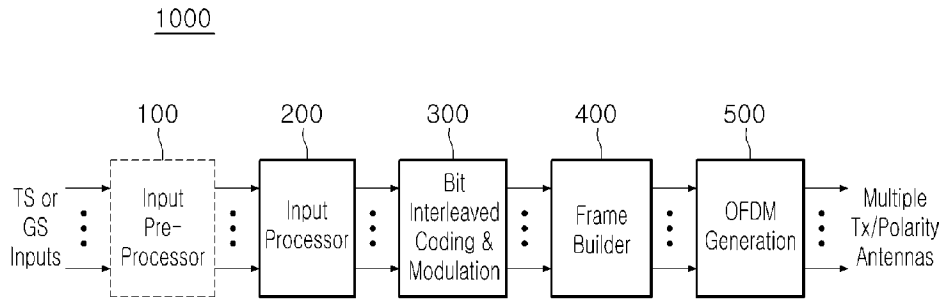 1000
100
200
300
400
500
TS or
GS
Inputs
Input
Pre-
Processor
Input
Processor
Bit
Interleaved
Coding &
Modulation
Frame
Builder
OFDM
Generation
Multiple
Tx/Polarity
Antennas